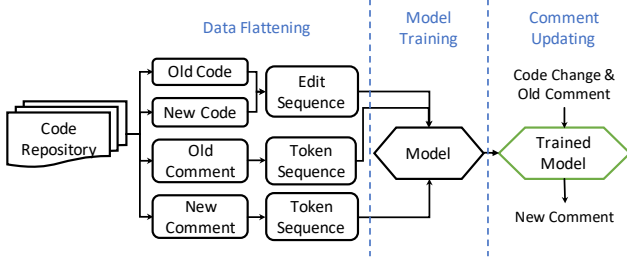 Data Flattening
Model
Training
Comment
Updating
Code
Repository
Old Code
New Code
Edit
Sequence
Old
Comment
Token
Sequence
New
Comment
Token
Sequence
Model
Code Change &
Old Comment
Trained
Model
New Comment